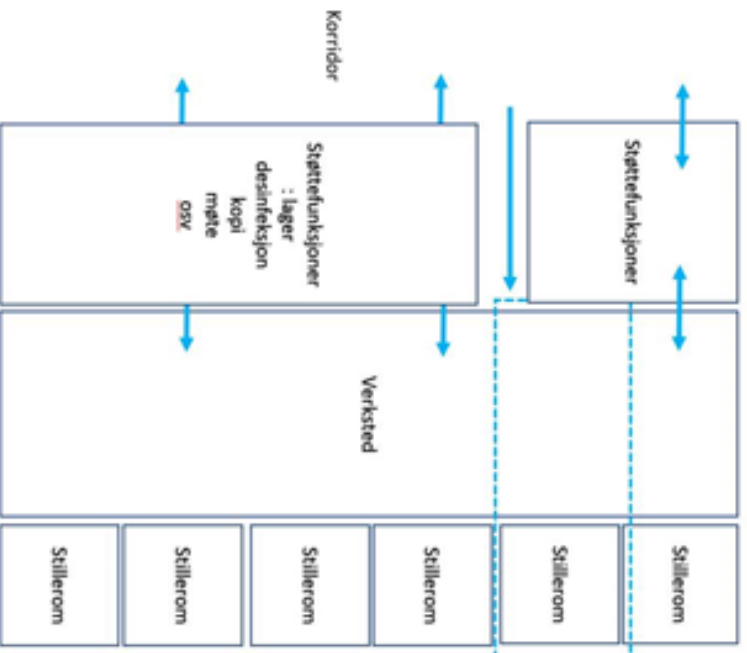 Korridor
Støttefunksjoner
: lager
desinfeksjon
kopi
møte
osv
Støttefunksjoner
Verksted
Stillerom
Stillerom
Stillerom
Stillerom
Stillerom
Stillerom